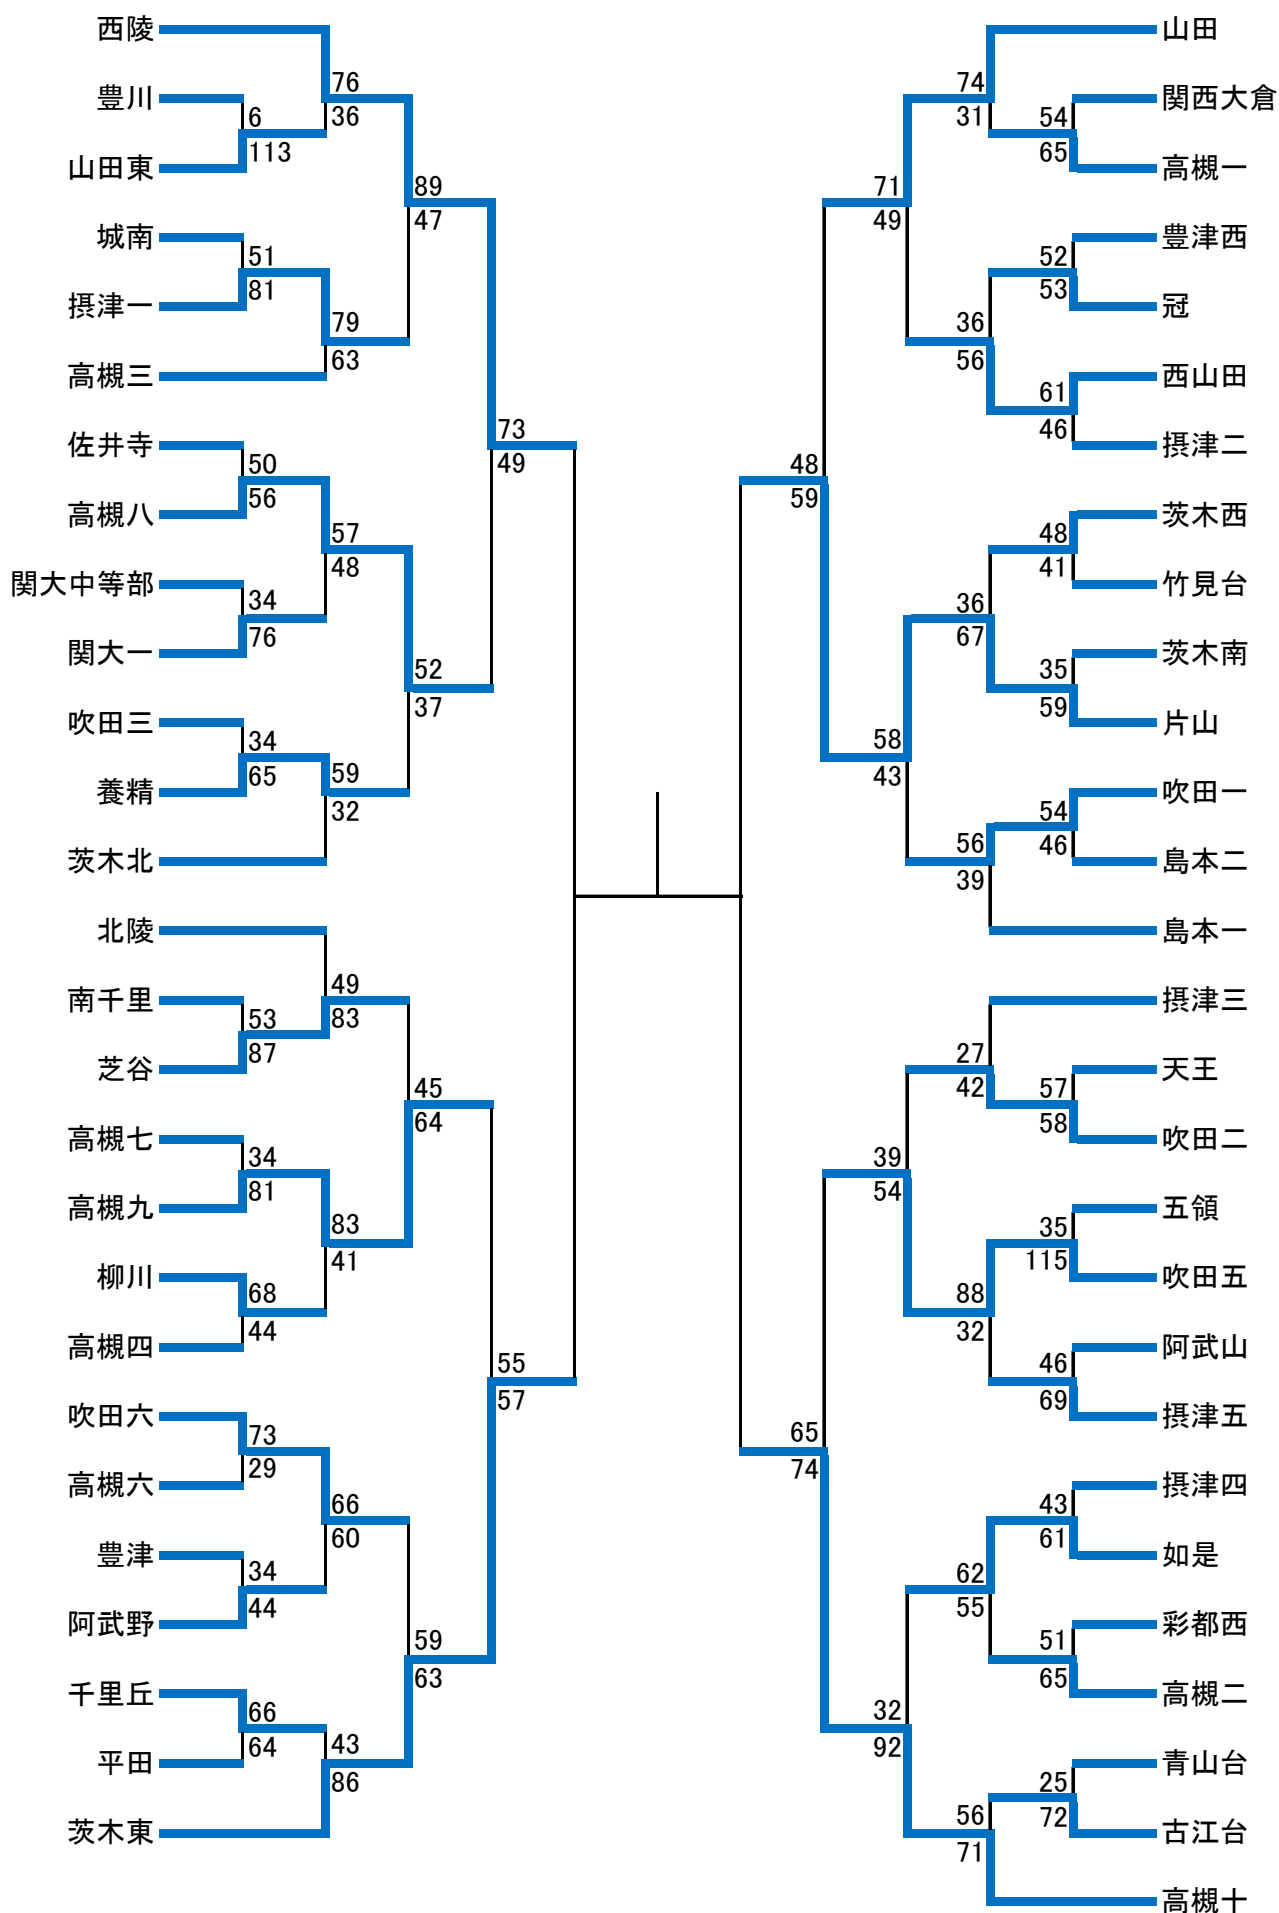 西陵
豊川
山田東
城南
摂津一
高槻三
佐井寺
高槻八
関大中等部
関大一
吹田三
養精
茨木北
北陵
南千里
芝谷
高槻七
高槻九
柳川
高槻四
吹田六
高槻六
豊津
阿武野
千里丘
平田
茨木東
6
113
51
81
50
56
34
76
34
65
53
87
34
81
68
44
73
29
34
44
66
64
76
36
79
63
57
48
59
32
49
83
83
41
66
60
43
86
89
47
52
37
45
64
59
63
73
49
55
57
48
59
65
74
71
49
58
43
39
54
32
92
74
31
36
56
36
67
56
39
27
42
88
32
62
55
56
71
54
65
52
53
61
46
48
41
35
59
54
46
57
58
35
115
46
69
43
61
51
65
25
72
山田
関西大倉
高槻一
豊津西
冠
西山田
摂津二
茨木西
竹見台
茨木南
片山
吹田一
島本二
島本一
摂津三
天王
吹田二
五領
吹田五
阿武山
摂津五
摂津四
如是
彩都西
高槻二
青山台
古江台
高槻十